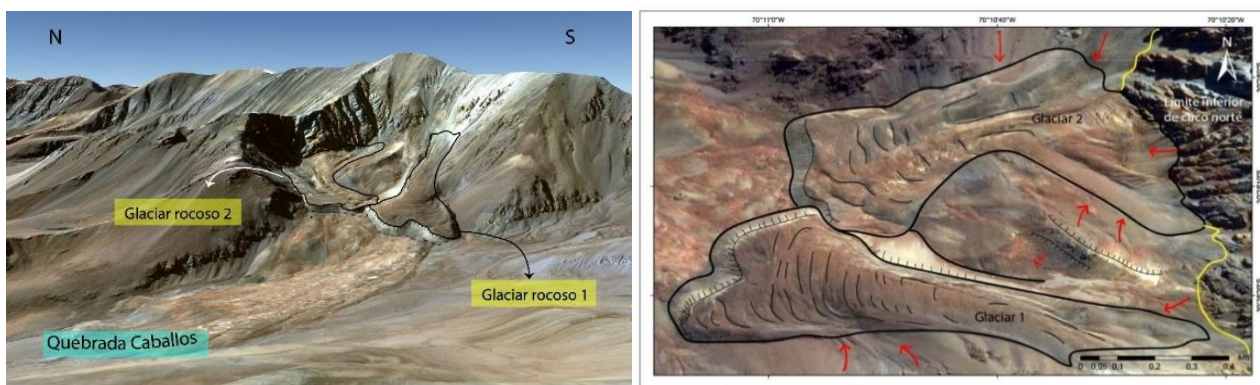 N
S
Glaciar rocoso 2
Glaciar rocoso 1
Quebrada Caballos
70°11'0"W
70°10'40"W
70°10'20"W
N
Límite inferior
de circo norte
Glaciar 2
Glaciar 1
0 0.05 0.1 0.2 0.3 0.4